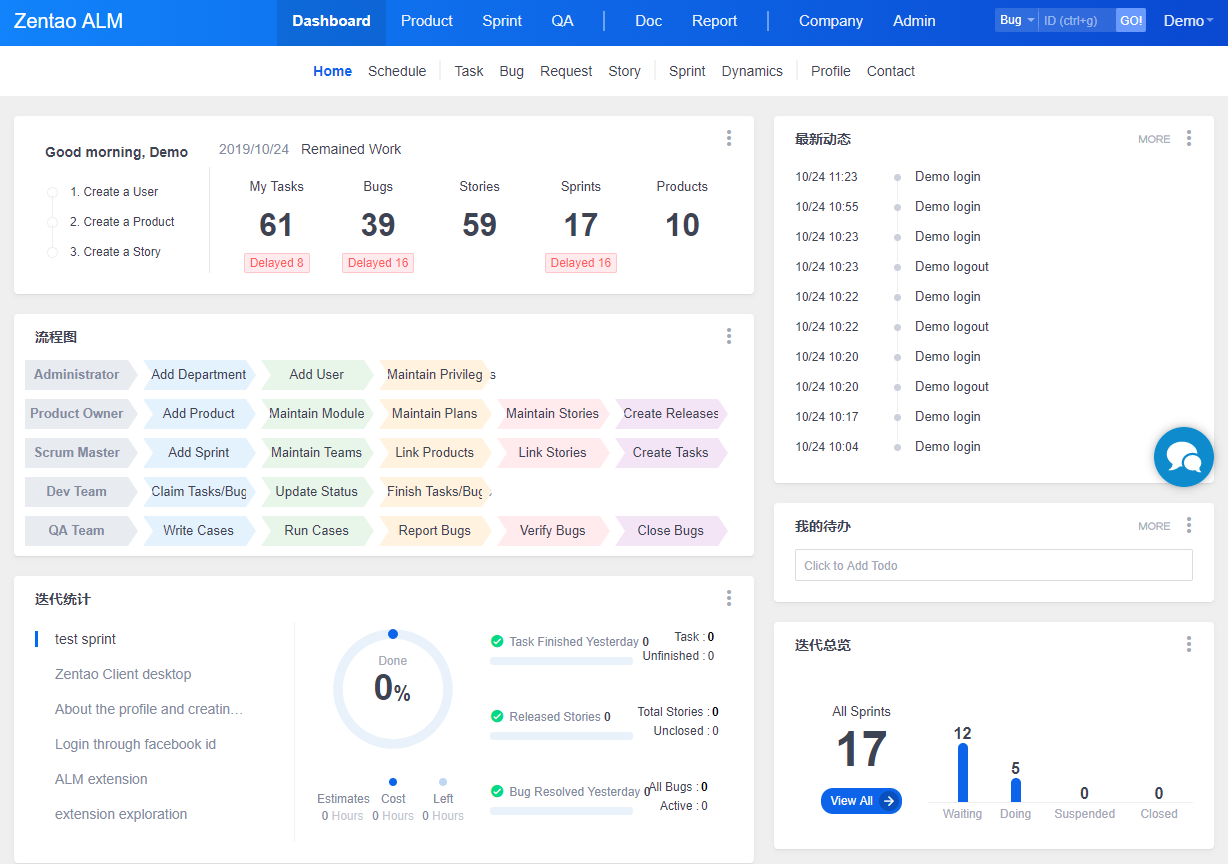 Zentao ALM
Dashboard Product Sprint QA Doc Report Company Admin
Bug ID (ctrl+g) GO! Demo
Home Schedule Task Bug Request Story Sprint Dynamics Profile Contact
Good morning, Demo
1. Create a User
2. Create a Product
3. Create a Story
2019/10/24 Remained Work
My Tasks Bugs Stories Sprints Products
61 39 59 17 10
Delayed 8 Delayed 16 Delayed 16
流程图
Administrator Add Department Add User Maintain Privileg s
Product Owner Add Product Maintain Module Maintain Plans Maintain Stories Create Releases
Scrum Master Add Sprint Maintain Teams Link Products Link Stories Create Tasks
Dev Team Claim Tasks/Bug Update Status Finish Tasks/Bug
QA Team Write Cases Run Cases Report Bugs Verify Bugs Close Bugs
迭代统计
test sprint
Zentao Client desktop
About the profile and creatin…
Login through facebook id
ALM extension
extension exploration
Done
0%
Estimates Cost Left
0 Hours 0 Hours 0 Hours
Task Finished Yesterday 0
Task : 0
Unfinished : 0
Released Stories 0
Total Stories : 0
Unclosed : 0
Bug Resolved Yesterday 0
All Bugs : 0
Active : 0
最新动态 MORE
10/24 11:23 Demo login
10/24 10:55 Demo login
10/24 10:23 Demo login
10/24 10:23 Demo logout
10/24 10:22 Demo login
10/24 10:22 Demo logout
10/24 10:20 Demo login
10/24 10:20 Demo logout
10/24 10:17 Demo login
10/24 10:04 Demo login
我的待办 MORE
Click to Add Todo
迭代总览
All Sprints
17
View All
12 5 0 0
Waiting Doing Suspended Closed